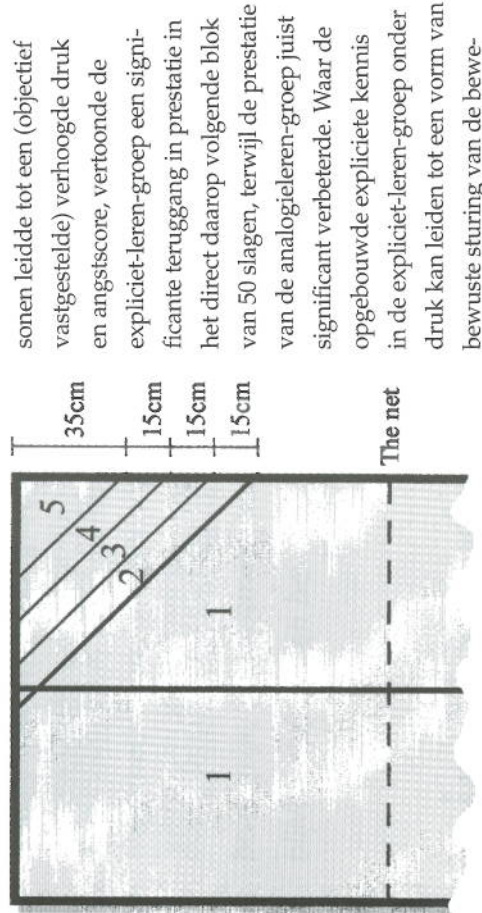 35cm
15cm
15cm
15cm
The net
5
4
3
2
1
1
sonen leidde tot een (objectief
vastgestelde) verhoogde druk
en angstscore, vertoonde de
expliciet-leren-groep een signi-
ficante teruggang in prestatie in
het direct daarop volgende blok
van 50 slagen, terwijl de prestatie
van de analogieleren-groep juist
significant verbeterde. Waar de
opgebouwde expliciete kennis
in de expliciet-leren-groep onder
druk kan leiden tot een vorm van
bewuste sturing van de bewe-